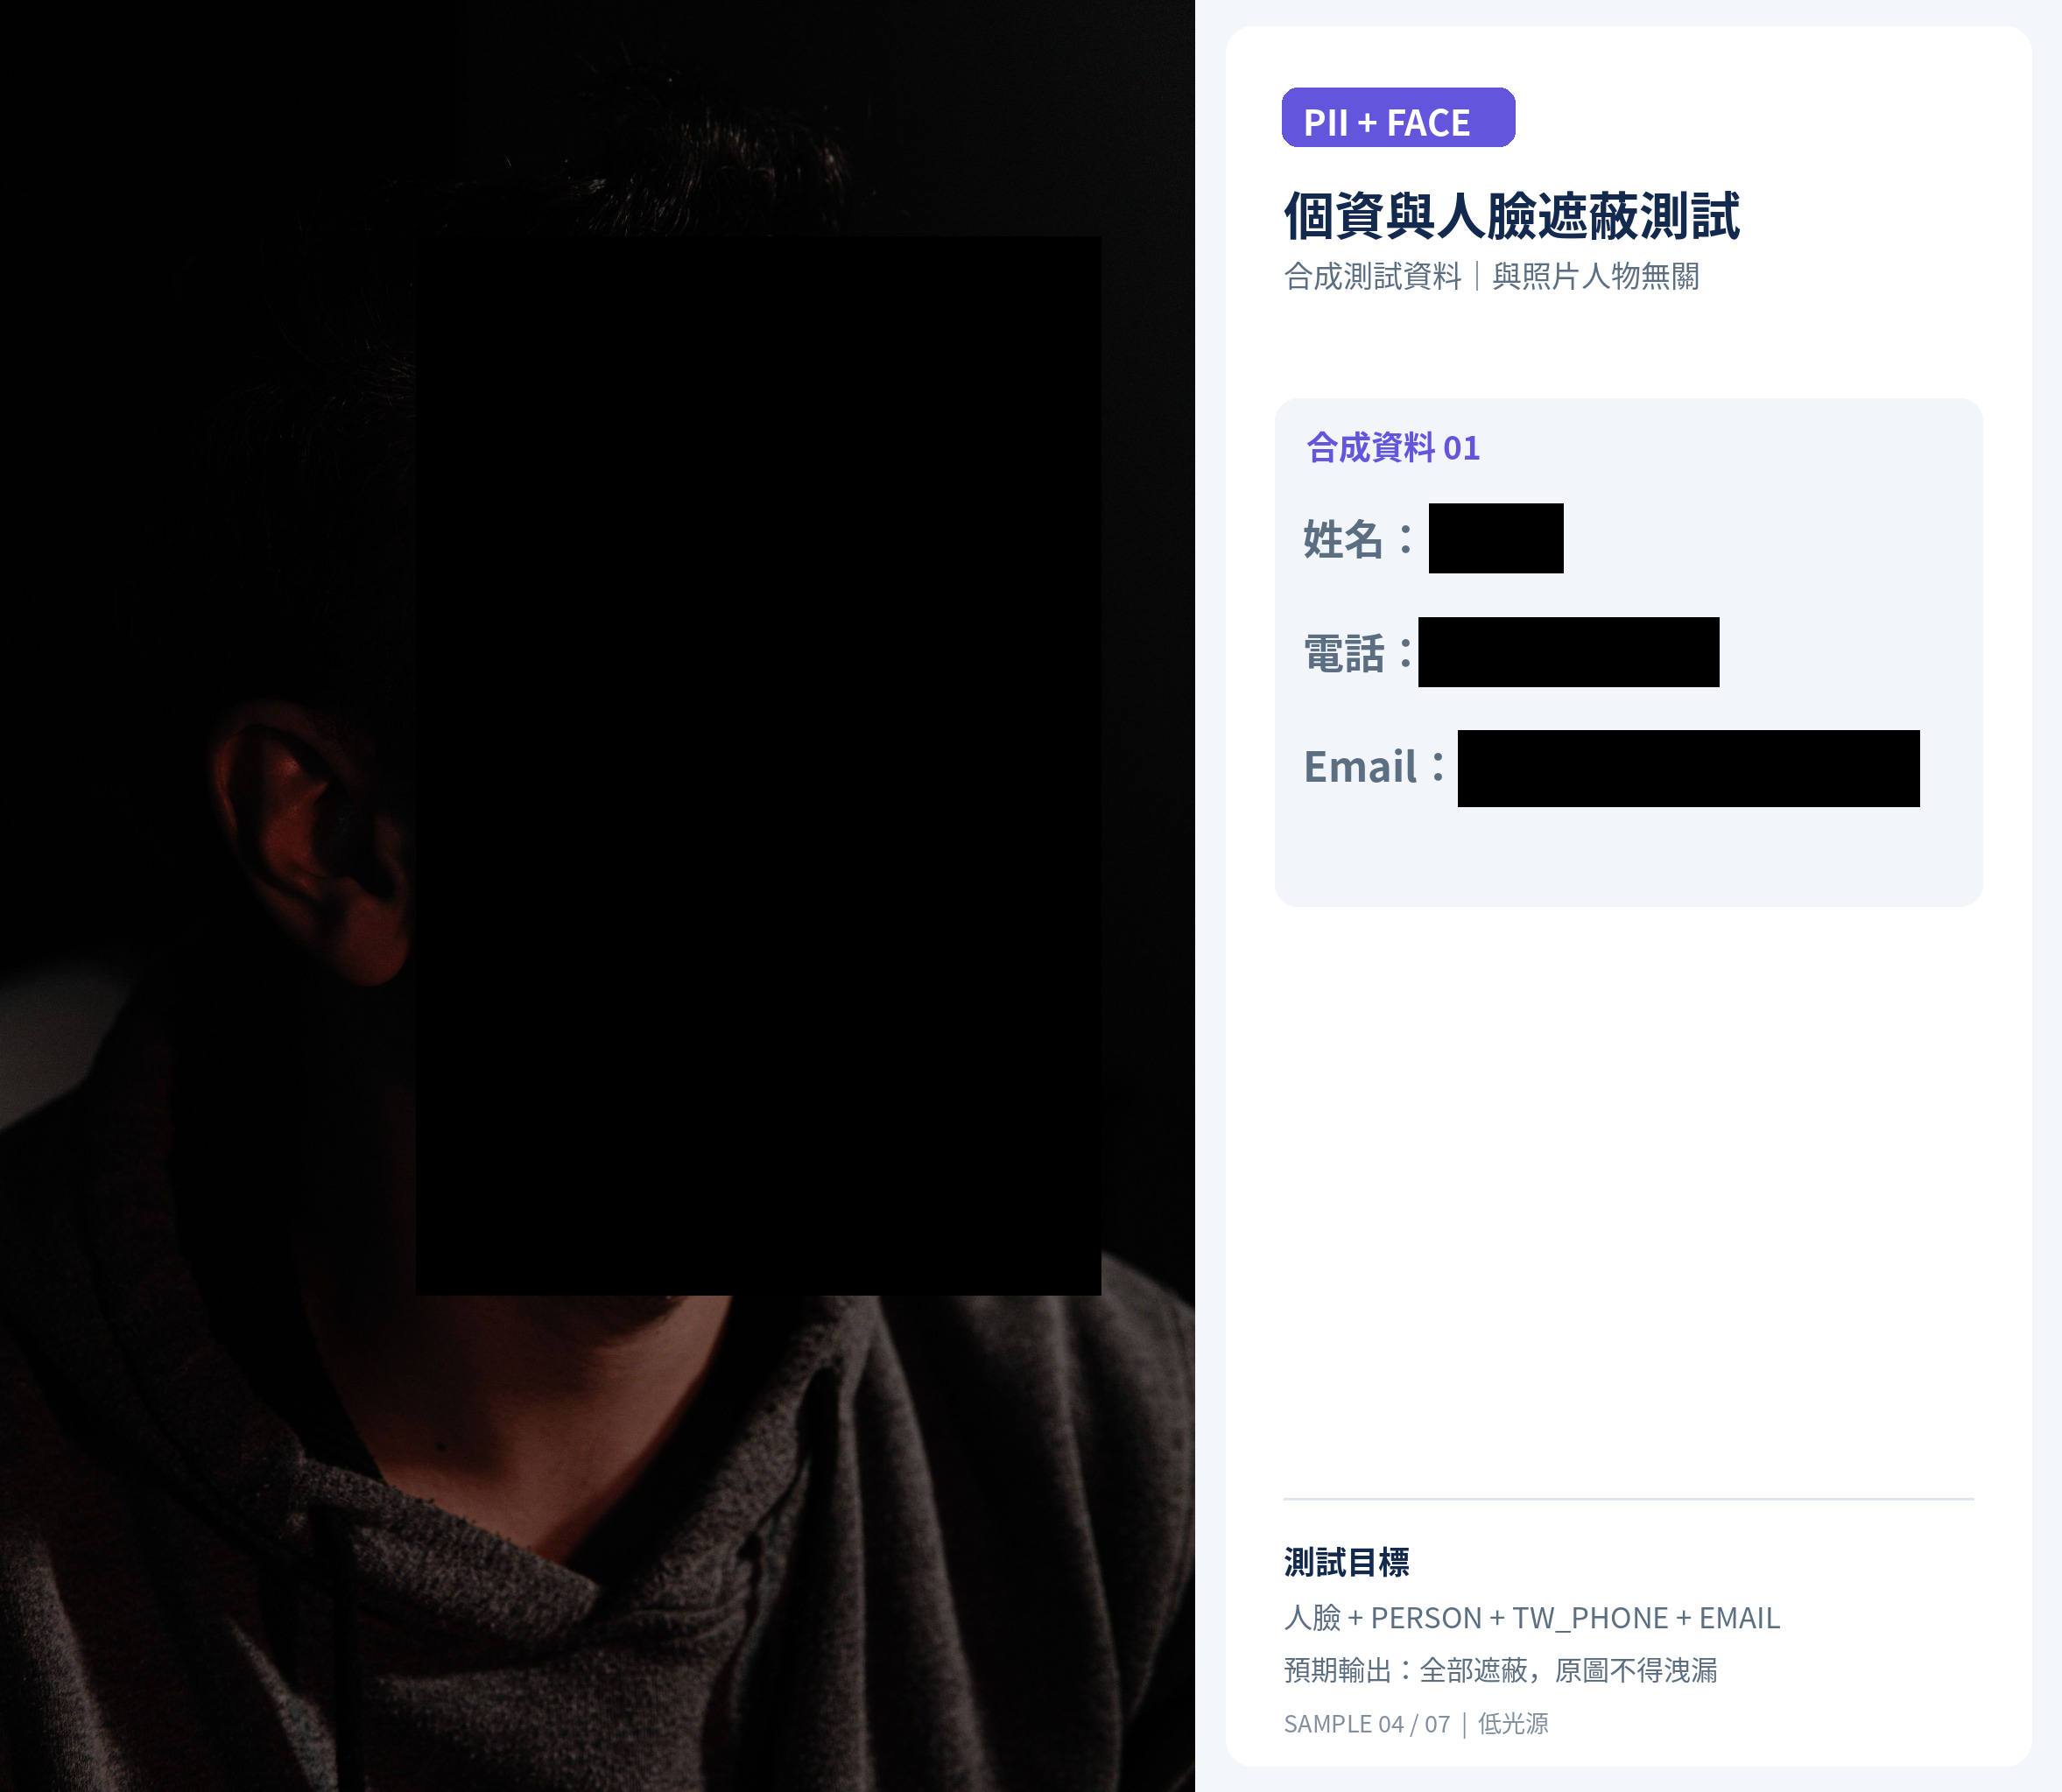 PII + FACE
個資與人臉遮蔽測試
合成測試資料｜與照片人物無關
合成資料 01
姓名：
電話：
Email：
測試目標
人臉 + PERSON + TW_PHONE + EMAIL
預期輸出：全部遮蔽，原圖不得洩漏
SAMPLE 04 / 07｜低光源